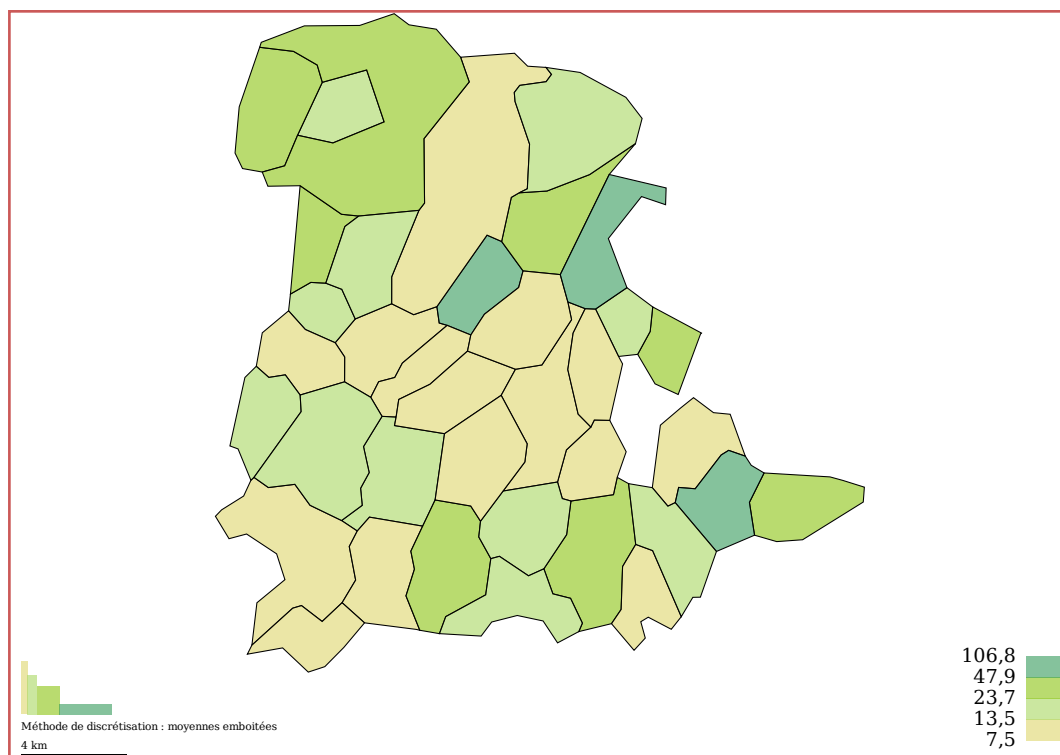 106,8
47,9
23,7
13,5
7,5
Méthode de discrétisation : moyennes emboitées
4 km